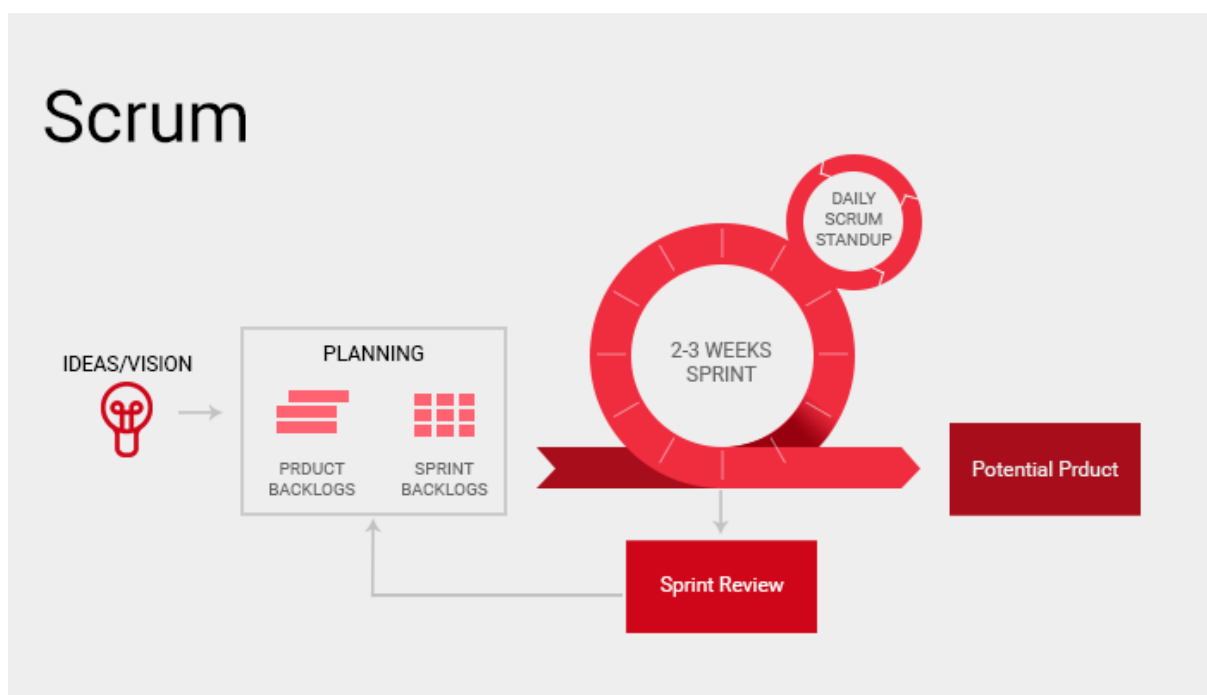 Scrum
DAILY
SCRUM
STANDUP
2-3 WEEKS
SPRINT
IDEAS/VISION
PLANNING
PRDUCT
BACKLOGS
SPRINT
BACKLOGS
Potential Prduct
Sprint Review